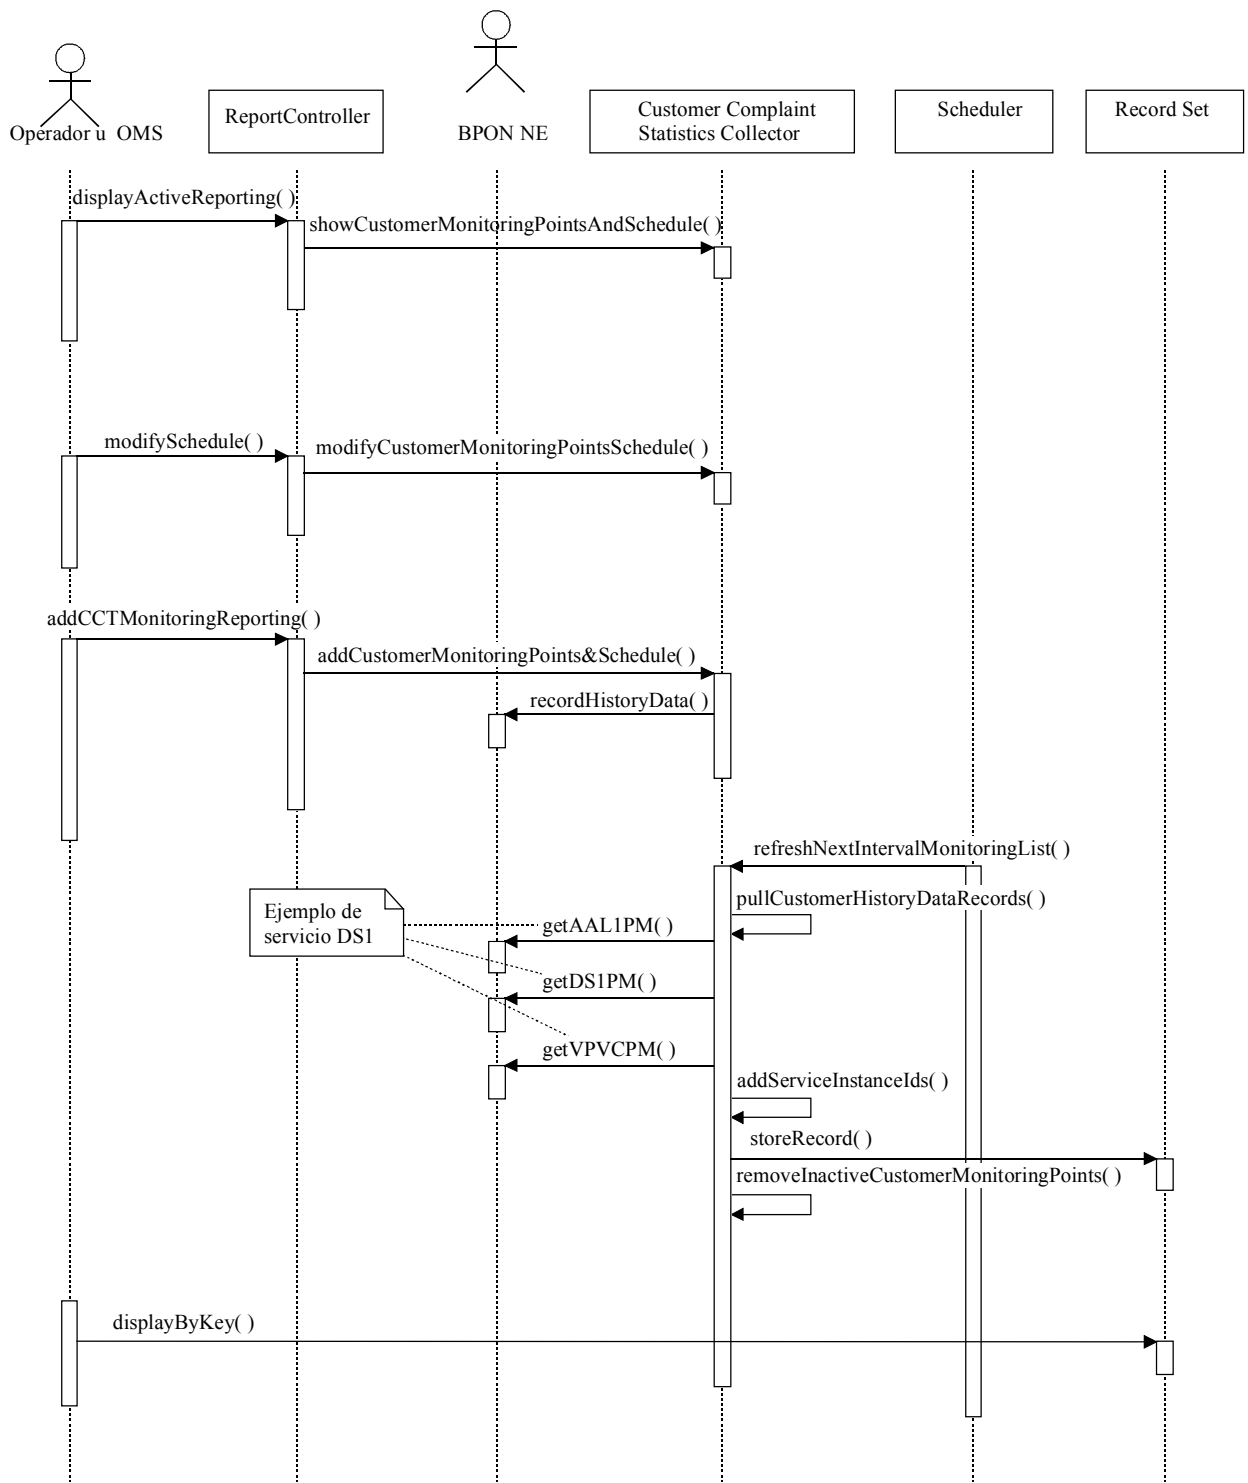 Operador u OMS
ReportController
BPON NE
Customer Complaint
Statistics Collector
Scheduler
Record Set
displayActiveReporting( )
showCustomerMonitoringPointsAndSchedule( )
modifySchedule( )
modifyCustomerMonitoringPointsSchedule( )
addCCTMonitoringReporting( )
addCustomerMonitoringPoints&Schedule( )
recordHistoryData( )
refreshNextIntervalMonitoringList( )
pullCustomerHistoryDataRecords( )
Ejemplo de
servicio DS1
getAAL1PM( )
getDS1PM( )
getVPVCPM( )
addServiceInstanceIds( )
storeRecord( )
removeInactiveCustomerMonitoringPoints( )
displayByKey( )